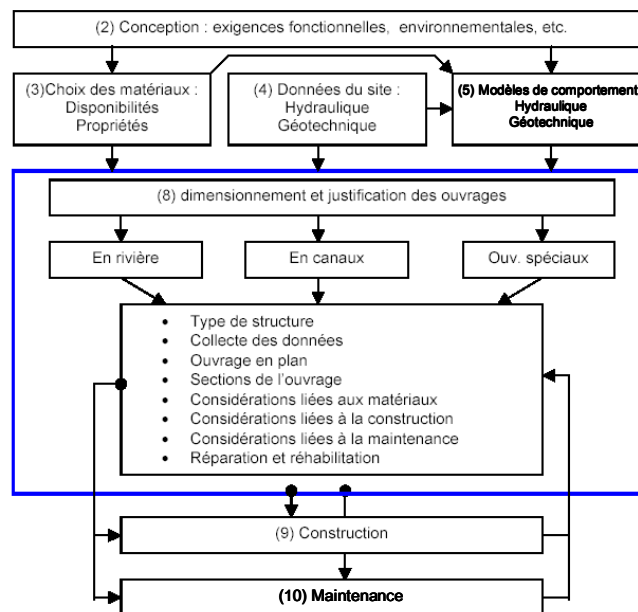 (2) Conception : exigences fonctionnelles, environnementales, etc.
(3)Choix des matériaux :
Disponibilités
Propriétés
(4) Données du site :
Hydraulique
Géotechnique
(5) Modèles de comportement
Hydraulique
Géotechnique
(8) dimensionnement et justification des ouvrages
En rivière
En canaux
Ouv. spéciaux
• Type de structure
• Collecte des données
• Ouvrage en plan
• Sections de l'ouvrage
• Considérations liées aux matériaux
• Considérations liées à la construction
• Considérations liées à la maintenance
• Réparation et réhabilitation
(9) Construction
(10) Maintenance